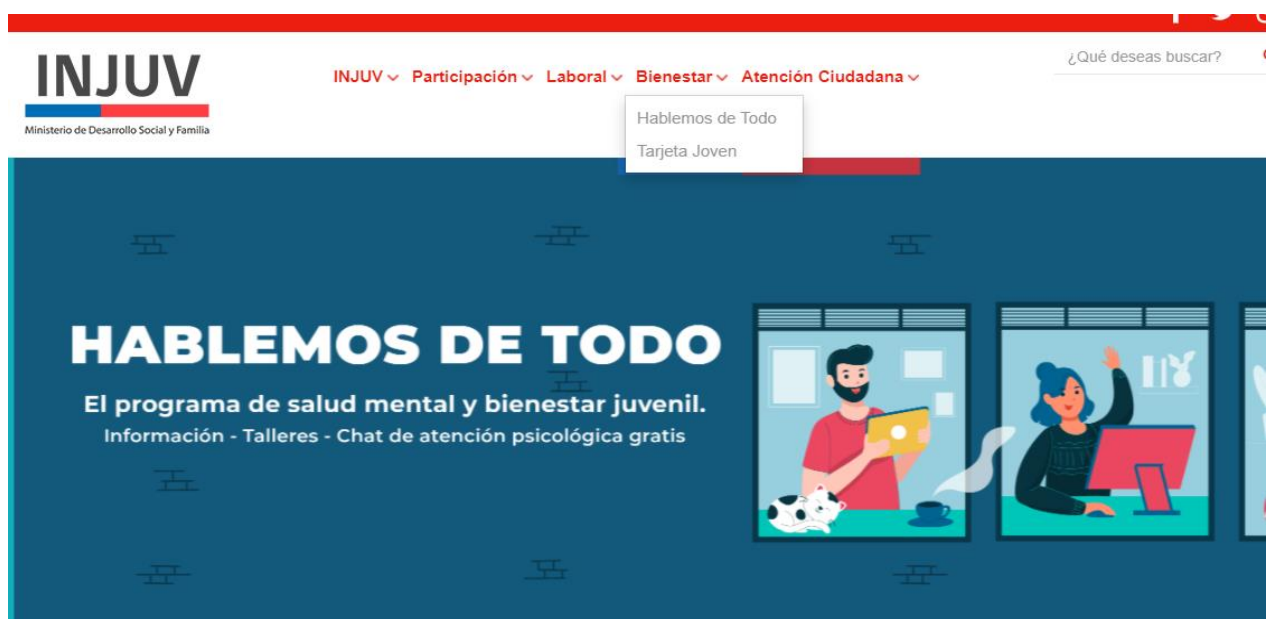 ¿Qué deseas buscar?
INJUV
Ministerio de Desarrollo Social y Familia
INJUV Participación Laboral Bienestar Atención Ciudadana
Hablemos de Todo
Tarjeta Joven
HABLEMOS DE TODO
El programa de salud mental y bienestar juvenil.
Información - Talleres - Chat de atención psicológica gratis